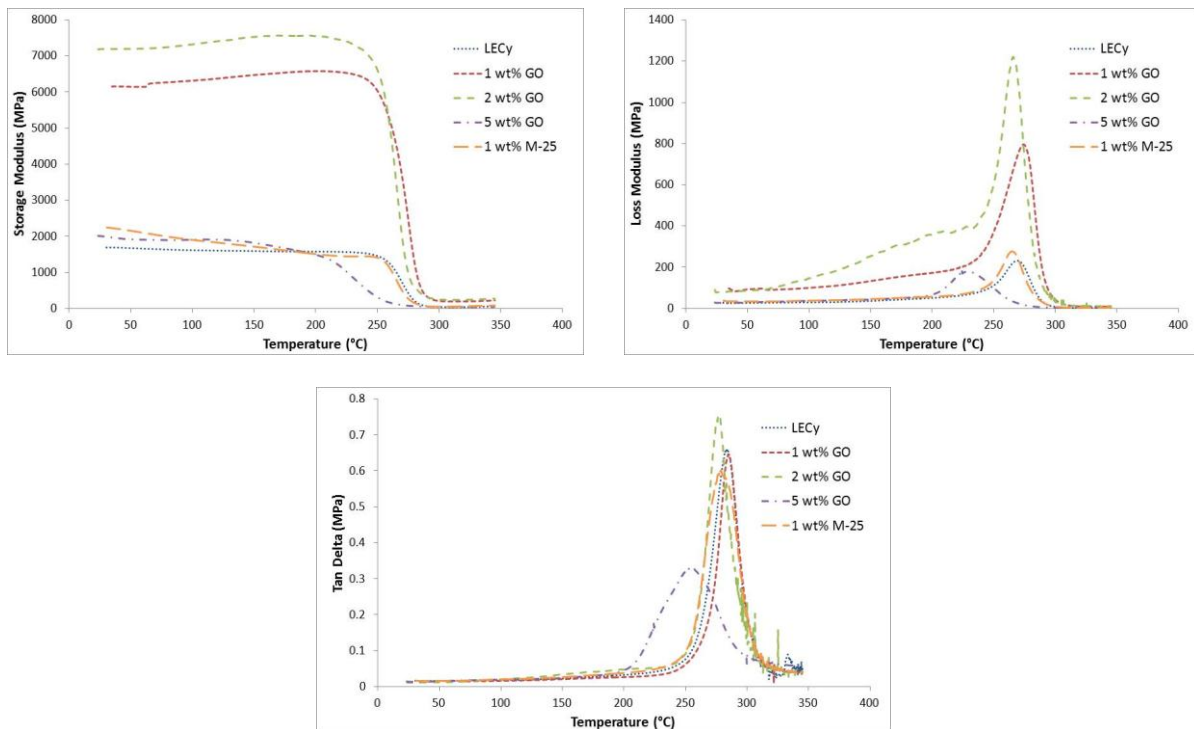 8000
7000
6000
5000
4000
3000
2000
1000
0
Storage Modulus (MPa)
LECy
1 wt% GO
2 wt% GO
5 wt% GO
1 wt% M-25
0 50 100 150 200 250 300 350 400
Temperature (°C)
1400
1200
1000
800
600
400
200
0
Loss Modulus (MPa)
LECy
1 wt% GO
2 wt% GO
5 wt% GO
1 wt% M-25
0 50 100 150 200 250 300 350 400
Temperature (°C)
0.8
0.7
0.6
0.5
0.4
0.3
0.2
0.1
0
Tan Delta (MPa)
LECy
1 wt% GO
2 wt% GO
5 wt% GO
1 wt% M-25
0 50 100 150 200 250 300 350 400
Temperature (°C)